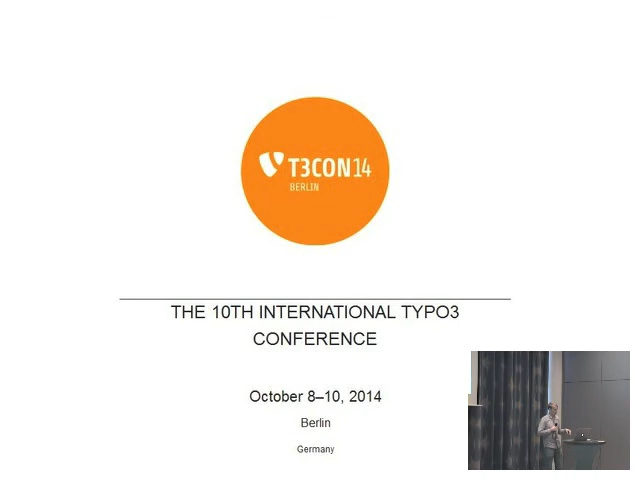 T3CON14
BERLIN
THE 10TH INTERNATIONAL TYPO3
CONFERENCE
October 8–10, 2014
Berlin
Germany